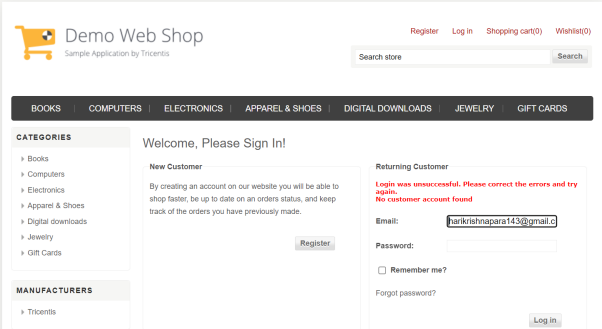 Demo Web Shop
Sample Application by Tricentis
Register Log in Shopping cart(0) Wishlist(0)
Search store Search
BOOKS COMPUTERS ELECTRONICS APPAREL & SHOES DIGITAL DOWNLOADS JEWELRY GIFT CARDS
CATEGORIES
Books
Computers
Electronics
Apparel & Shoes
Digital downloads
Jewelry
Gift Cards
MANUFACTURERS
Tricentis
Welcome, Please Sign In!
New Customer
By creating an account on our website you will be able to
shop faster, be up to date on an orders status, and keep
track of the orders you have previously made.
Register
Returning Customer
Login was unsuccessful. Please correct the errors and try
again.
No customer account found
Email: harikrishnapara143@gmail.c
Password:
Remember me?
Forgot password?
Log in